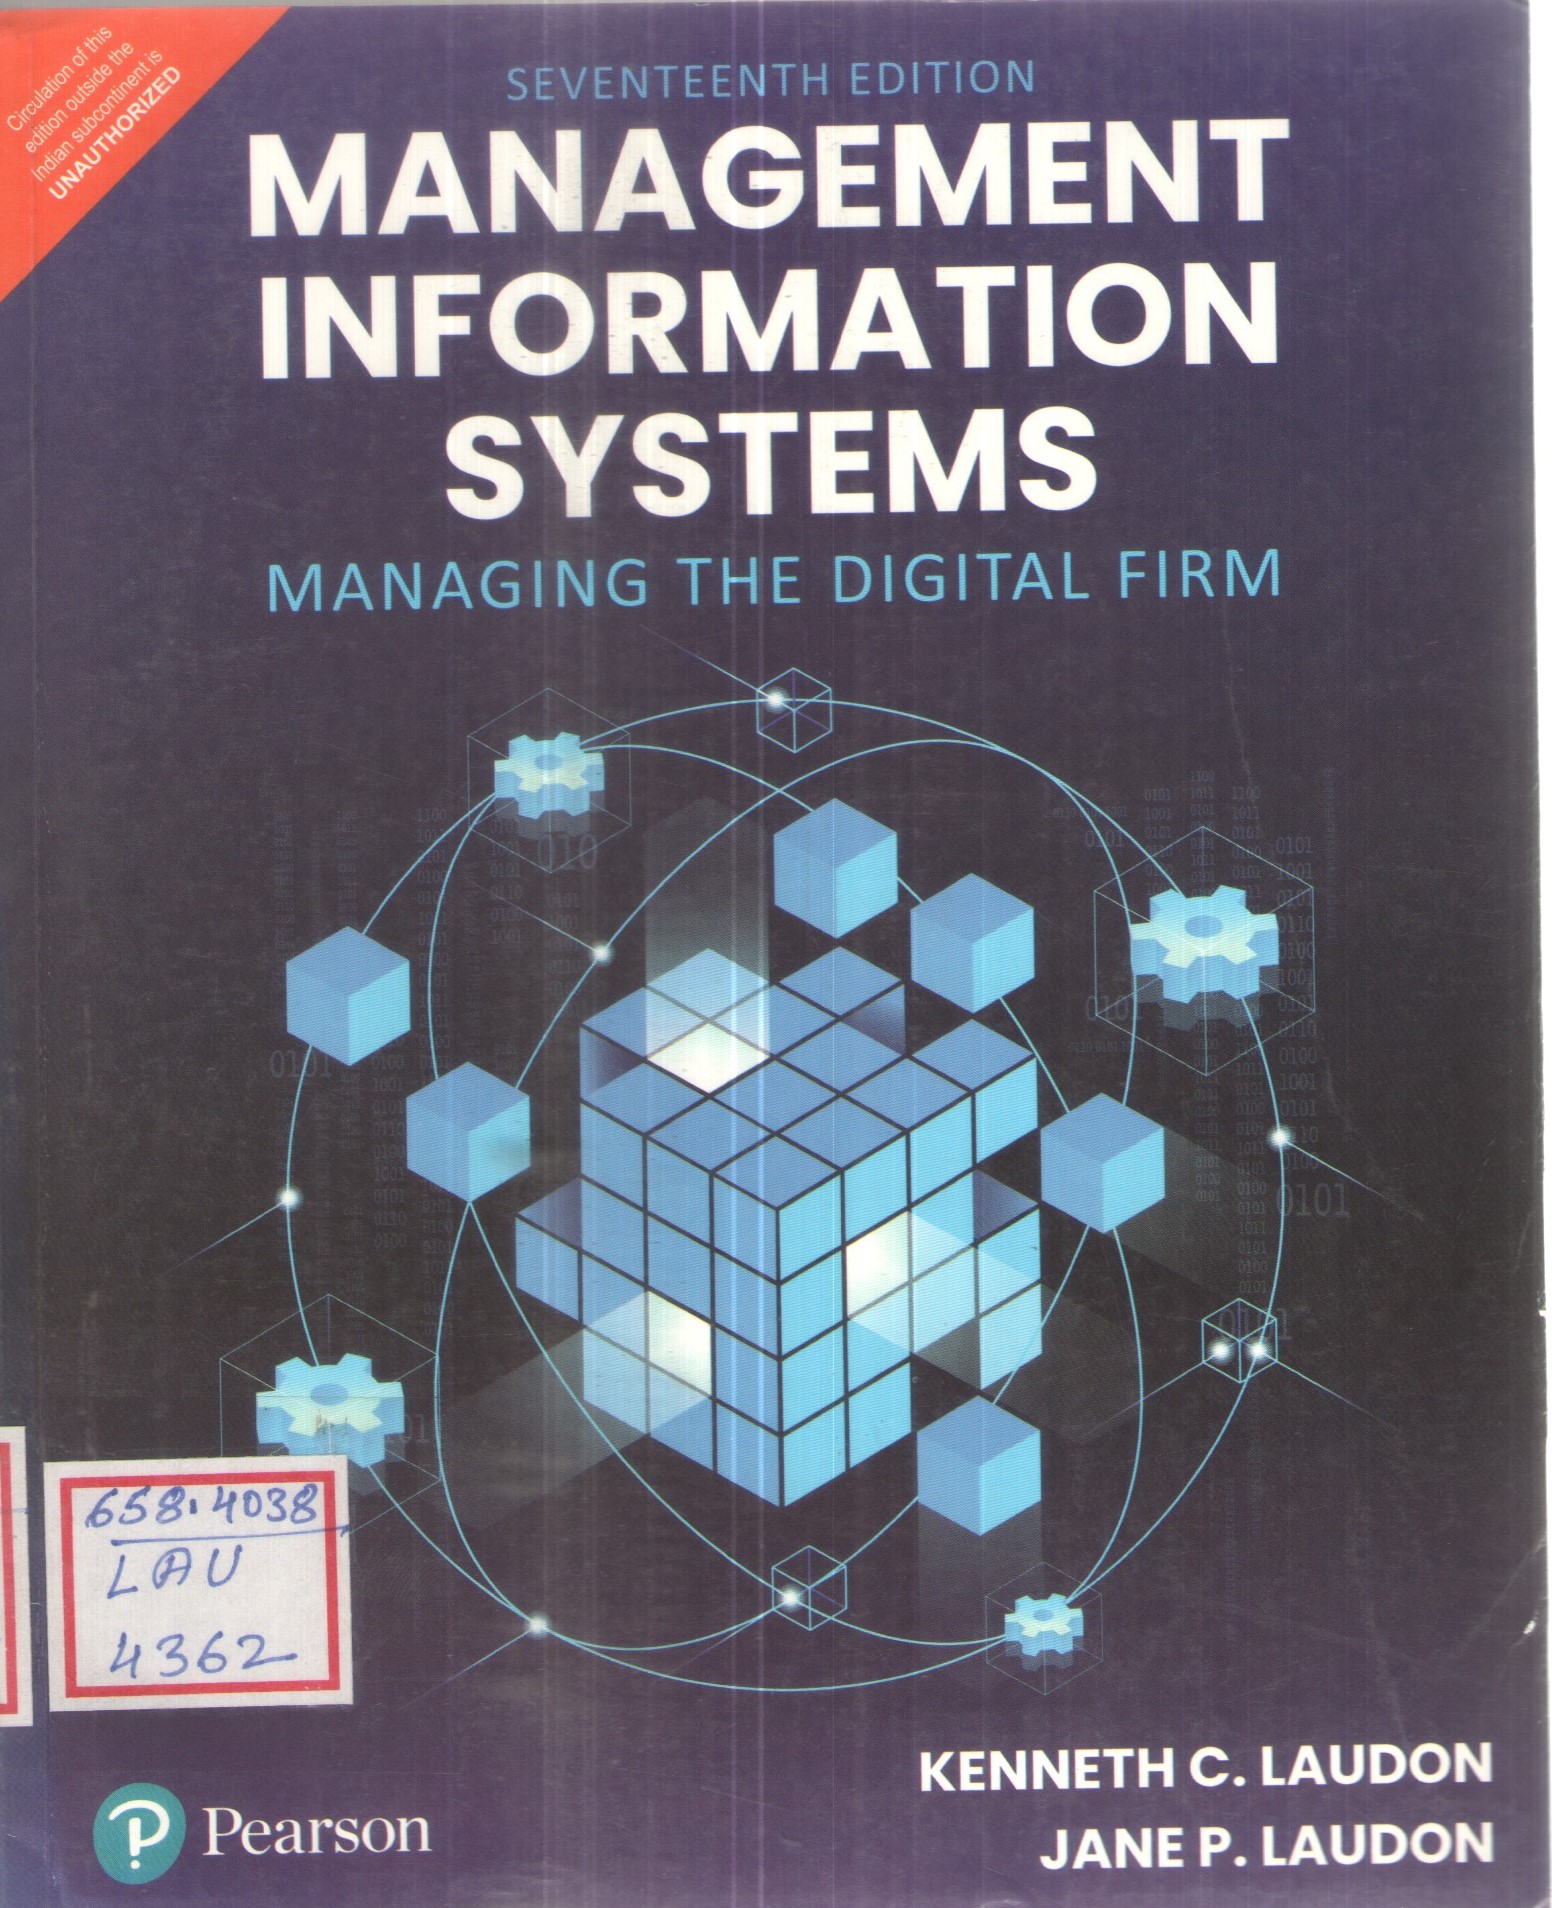 Circulation of this
edition outside the
Indian subcontinent is
UNAUTHORIZED
SEVENTEENTH EDITION
MANAGEMENT
INFORMATION
SYSTEMS
MANAGING THE DIGITAL FIRM
658.4038
LAU
4362
KENNETH C. LAUDON
JANE P. LAUDON
Pearson